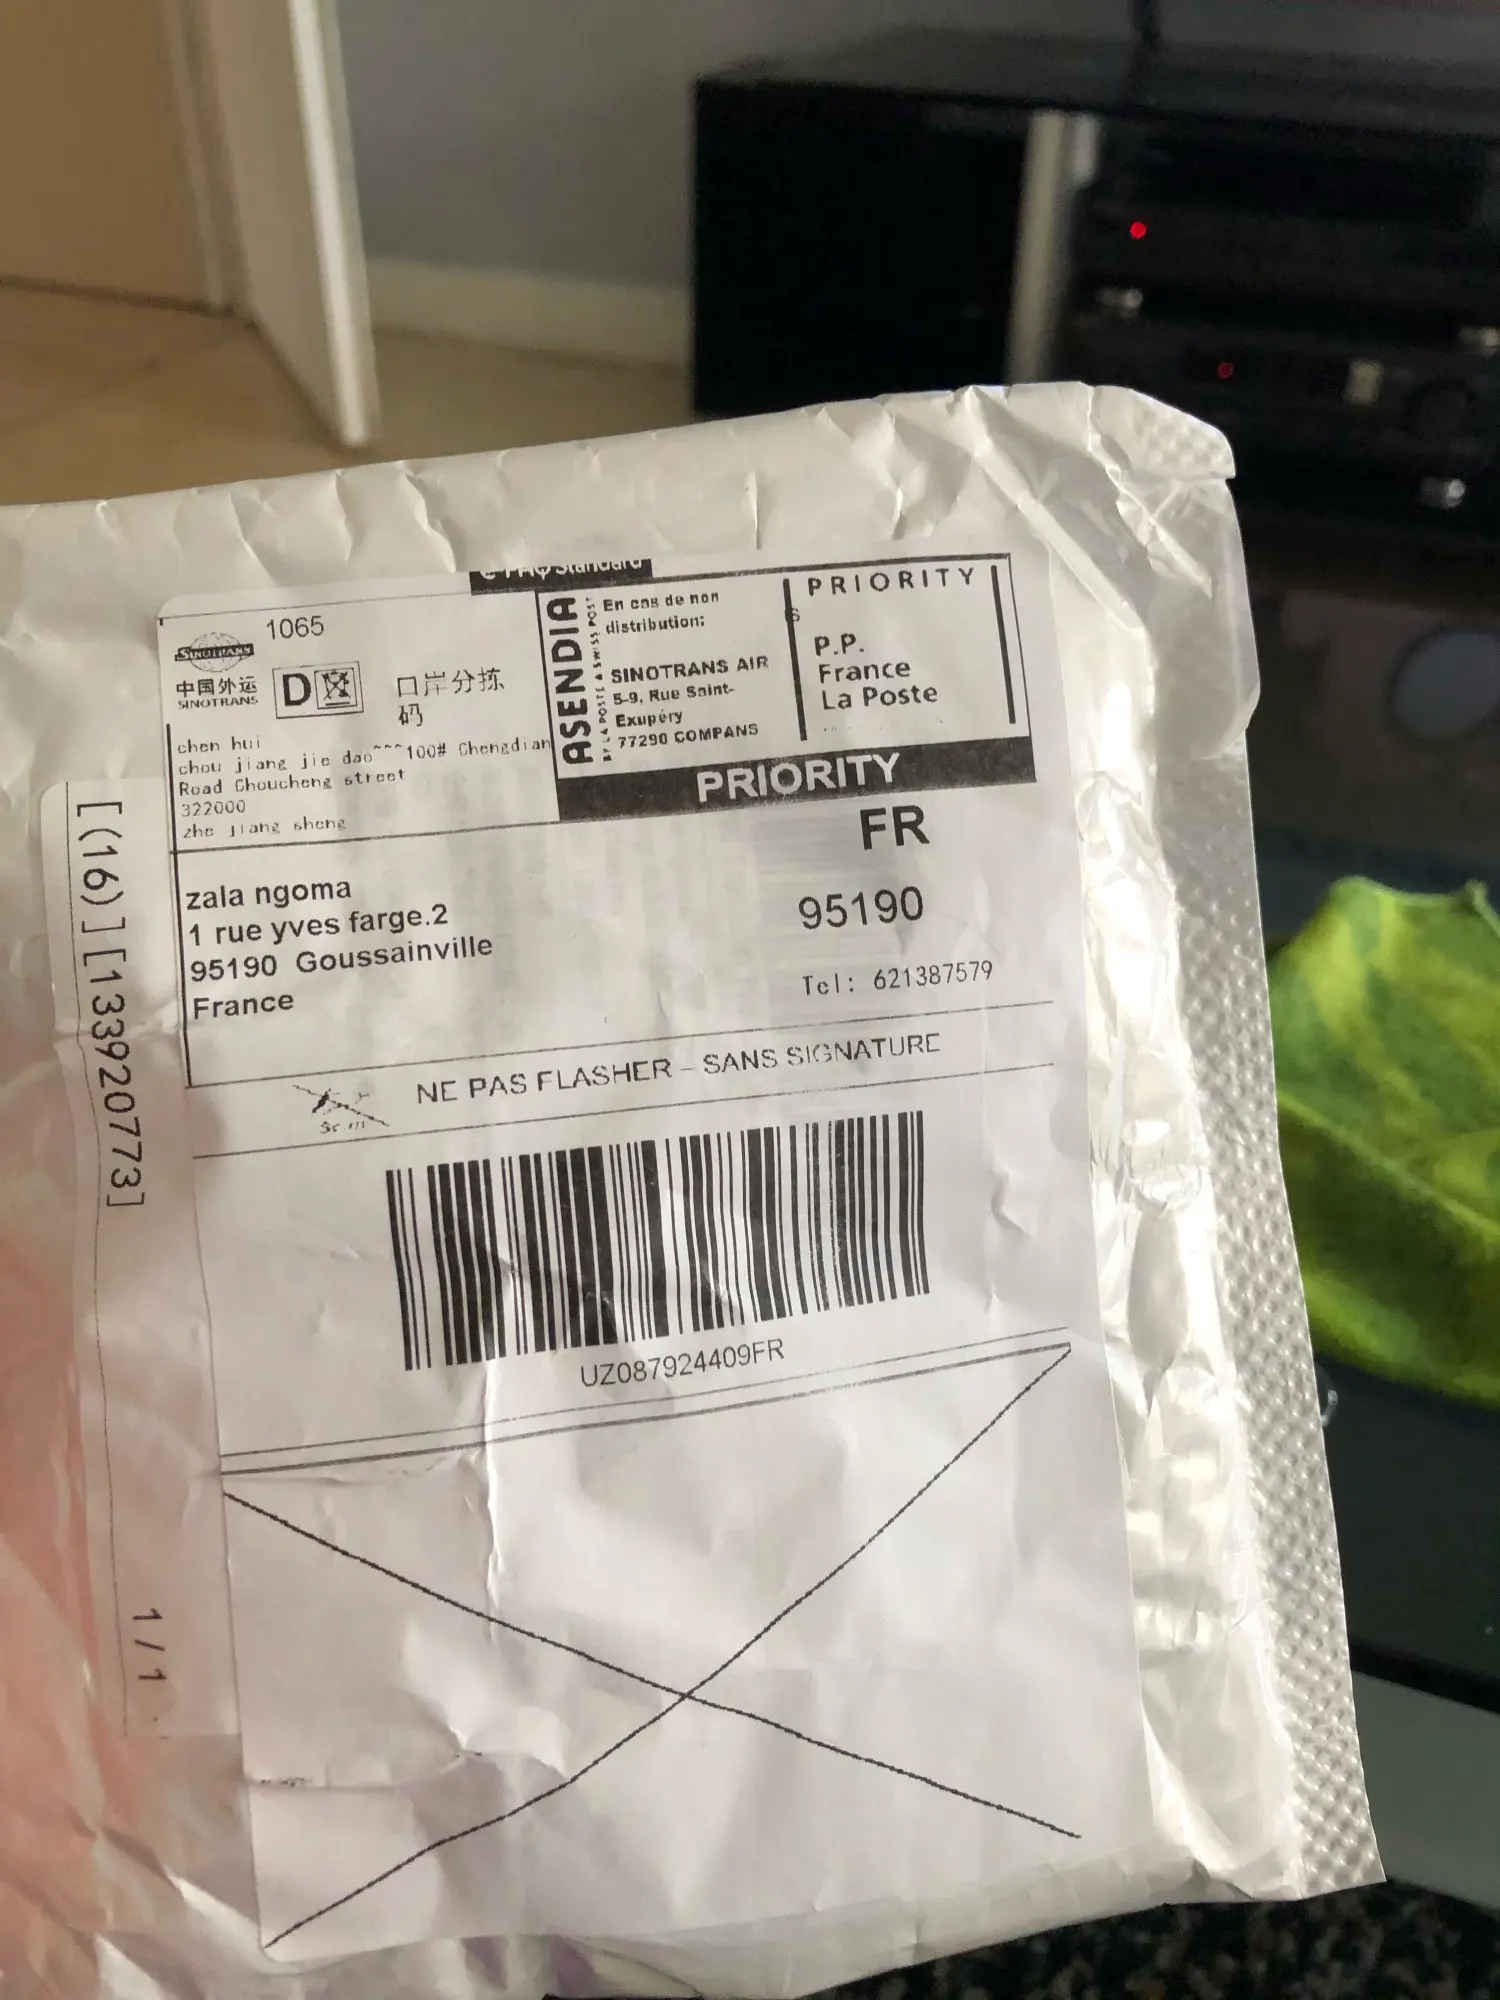 1065
SINOTRANS
中国外运
SINOTRANS
D
口岸分拣
码
chen hui
chou jiang jie dao~~~100# Chengdian
Road Choucheng street
322000
zhe jiang sheng
ASENDIA
BY LA POSTE & SWISS POST
En cas de non
distribution:
SINOTRANS AIR
5-9, Rue Saint-
Exupéry
77290 COMPANS
PRIORITY
P.P.
France
La Poste
PRIORITY
FR
zala ngoma
1 rue yves farge.2
95190 Goussainville
France
95190
Tel: 621387579
NE PAS FLASHER - SANS SIGNATURE
UZ087924409FR
[(16)][133920773]
1/1